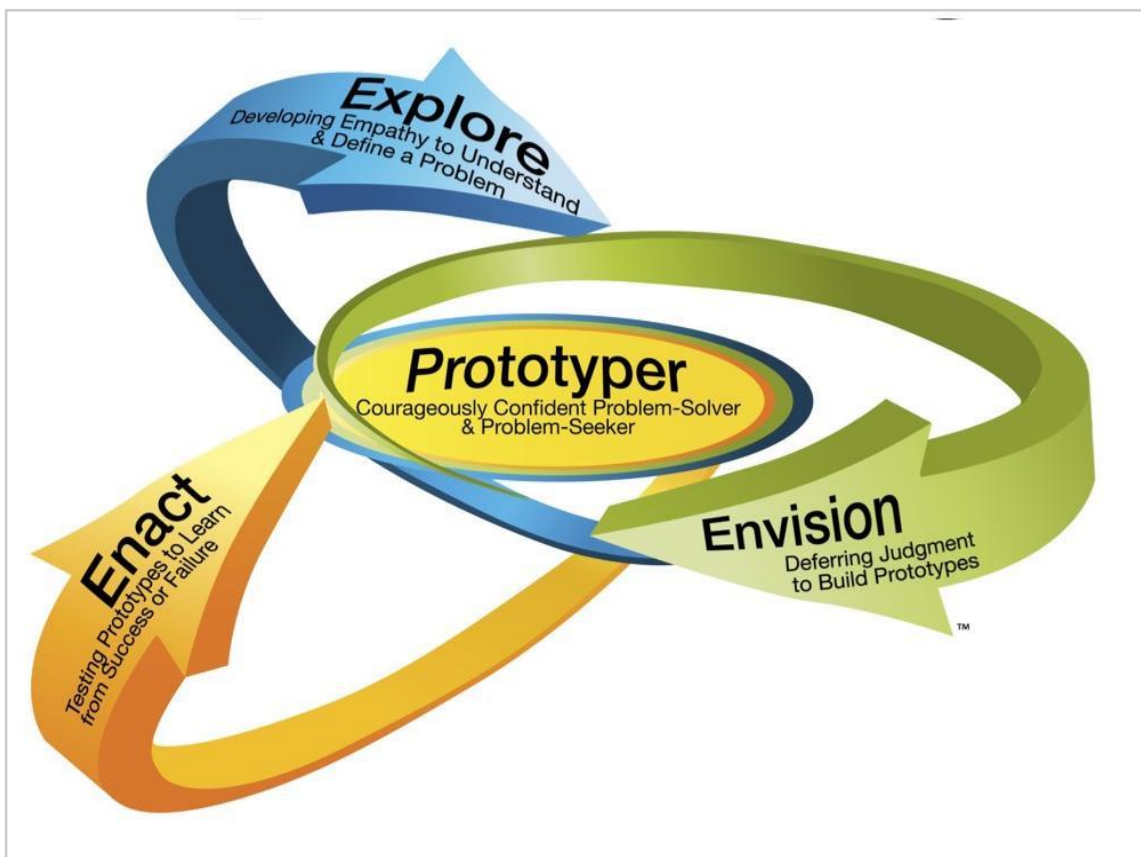 Explore
Developing Empathy to Understand
& Define a Problem
Prototyper
Courageously Confident Problem-Solver
& Problem-Seeker
Envision
Deferring Judgment
to Build Prototypes
TM
Enact
Testing Prototypes to Learn
from Success or Failure